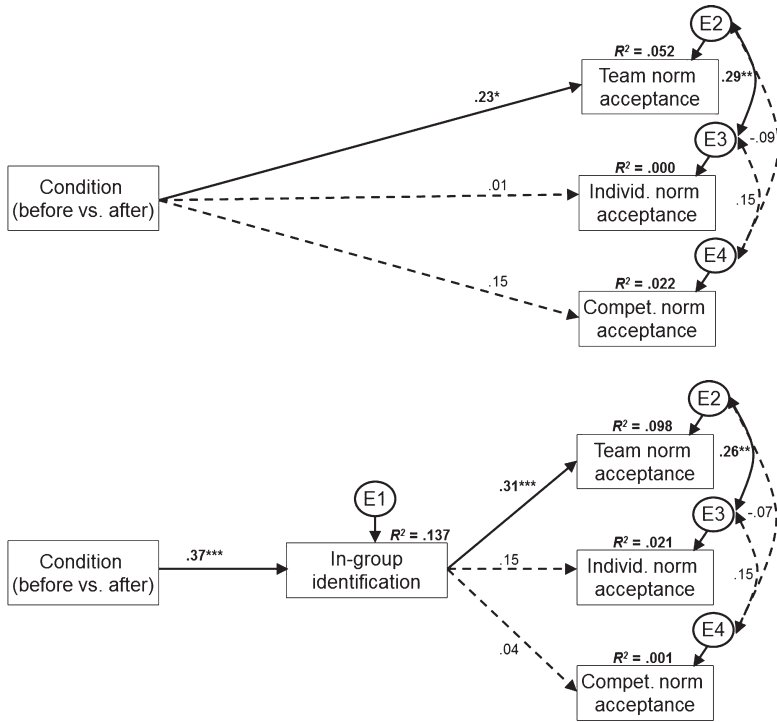 E2
R² = .052
Team norm
acceptance
.29**
.23*
E3
-.09
R² = .000
Condition
(before vs. after)
.01
Individ. norm
acceptance
.15
E4
.15
R² = .022
Compet. norm
acceptance
E2
R² = .098
Team norm
acceptance
.26**
.31***
E1
E3
-.07
R² = .137
R² = .021
Condition
(before vs. after)
.37***
In-group
identification
.15
Individ. norm
acceptance
.15
E4
.04
R² = .001
Compet. norm
acceptance